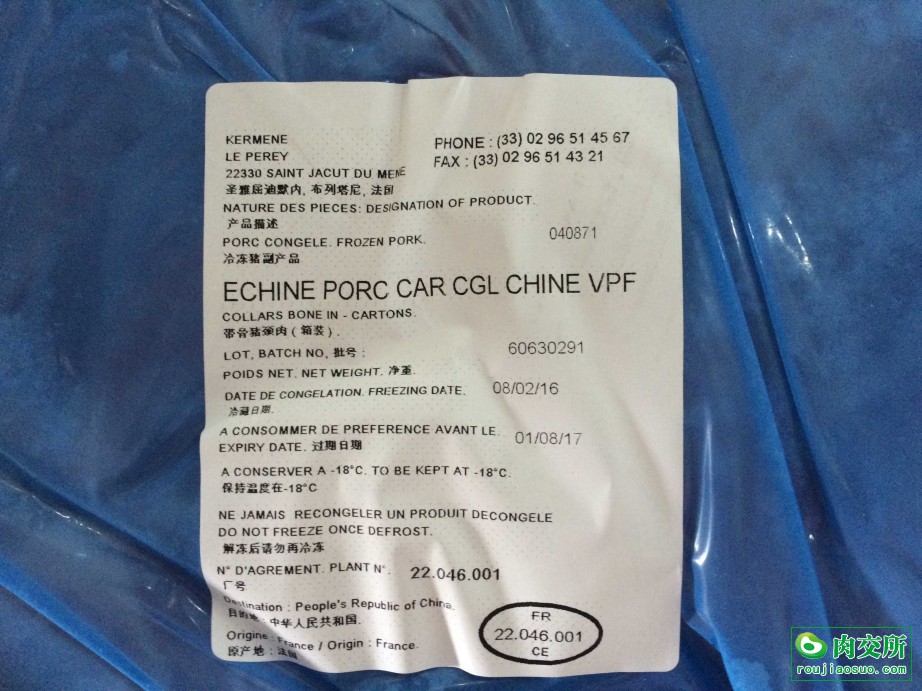 KERMENE
LE PEREY
22330 SAINT JACUT DU MENE
圣雅屈迪默内, 布列塔尼, 法国
PHONE : (33) 02 96 51 45 67
FAX : (33) 02 96 51 43 21
NATURE DES PIECES: DESIGNATION OF PRODUCT.
产品描述
PORC CONGELE. FROZEN PORK. 040871
冷冻猪副产品
ECHINE PORC CAR CGL CHINE VPF
COLLARS BONE IN - CARTONS.
带骨猪颈肉 ( 箱装 ) .
LOT, BATCH NO, 批号 : 60630291
POIDS NET. NET WEIGHT. 净重.
DATE DE CONGELATION. FREEZING DATE. 08/02/16
冷藏日期.
A CONSOMMER DE PREFERENCE AVANT LE. 01/08/17
EXPIRY DATE. 过期日期
A CONSERVER A -18°C. TO BE KEPT AT -18°C.
保持温度在-18°C
NE JAMAIS RECONGELER UN PRODUIT DECONGELE
DO NOT FREEZE ONCE DEFROST.
解冻后请勿再冷冻
N° D'AGREMENT. PLANT N°. 22.046.001
厂号
Destination : People's Republic of China.
目的地 : 中华人民共和国.
Origine : France / Origin : France.
原产地 : 法国
FR
22.046.001
CE
肉交所
roujiaosuo.com